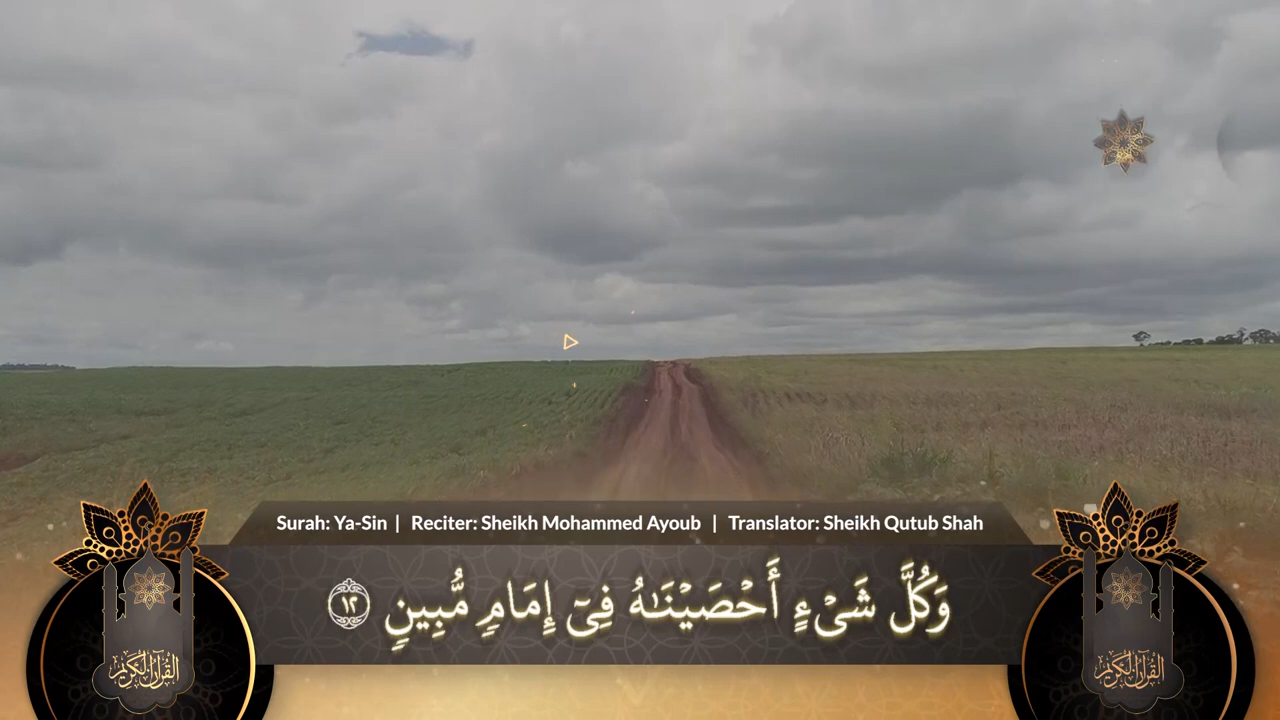 Surah: Ya-Sin | Reciter: Sheikh Mohammed Ayoub | Translator: Sheikh Qutub Shah
وَكُلَّ شَىْءٍ أَحْصَيْنَـٰهُ فِىٓ إِمَامٍ مُّبِينٍ ١٢
القرآن الكريم
القرآن الكريم